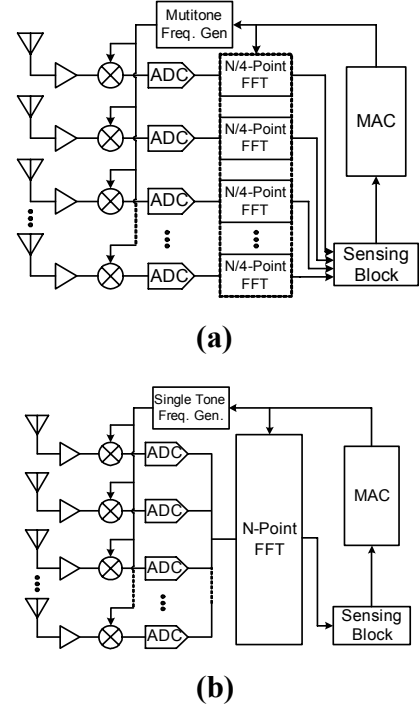 Mutitone
Freq. Gen
ADC
N/4-Point
FFT
MAC
ADC
N/4-Point
FFT
ADC
N/4-Point
FFT
ADC
N/4-Point
FFT
Sensing
Block
(a)
Single Tone
Freq. Gen.
ADC
MAC
ADC
N-Point
FFT
ADC
ADC
Sensing
Block
(b)